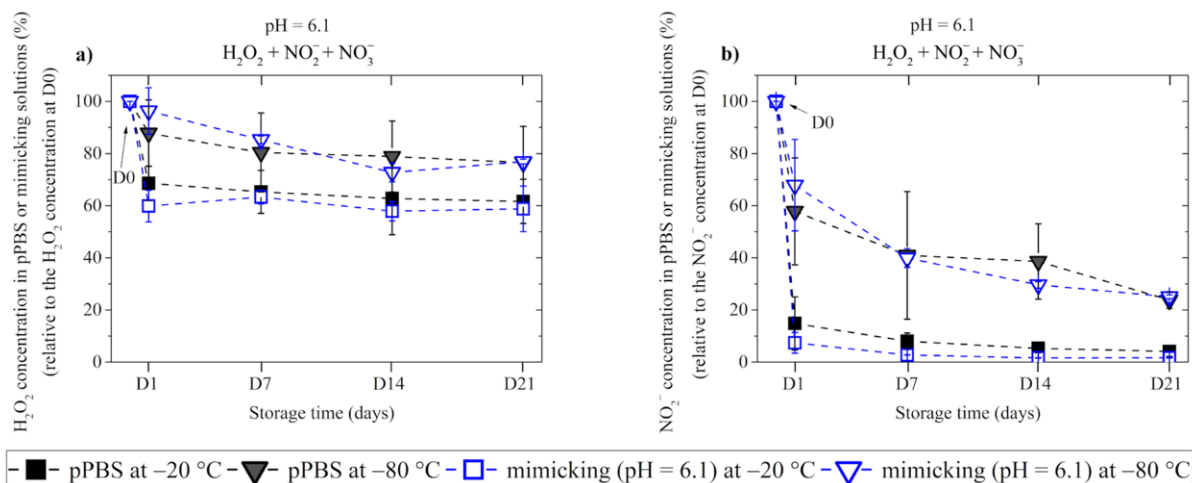 pH = 6.1
a) H₂O₂ + NO₂⁻ + NO₃⁻
H₂O₂ concentration in pPBS or mimicking solutions (%)
(relative to the H₂O₂ concentration at D0)
100
80
60
40
20
0
D0
D1 D7 D14 D21
Storage time (days)
pH = 6.1
b) H₂O₂ + NO₂⁻ + NO₃⁻
NO₂⁻ concentration in pPBS or mimicking solutions (%)
(relative to the NO₂⁻ concentration at D0)
100
80
60
40
20
0
D0
D1 D7 D14 D21
Storage time (days)
pPBS at –20 °C pPBS at –80 °C mimicking (pH = 6.1) at –20 °C mimicking (pH = 6.1) at –80 °C